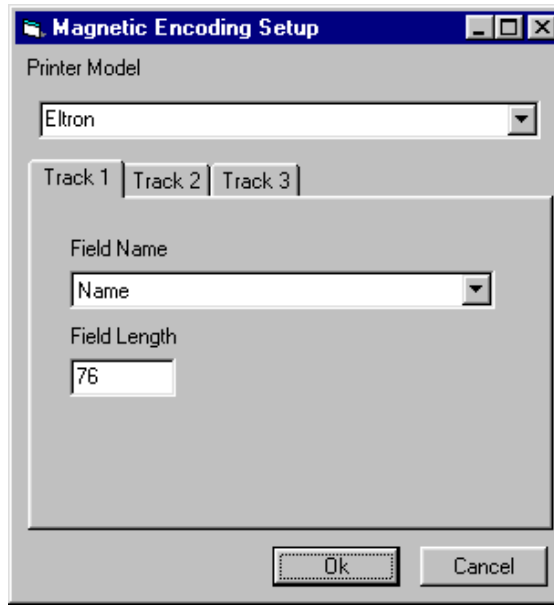 Magnetic Encoding Setup
Printer Model
Eltron
Track 1 Track 2 Track 3
Field Name
Name
Field Length
76
Ok Cancel